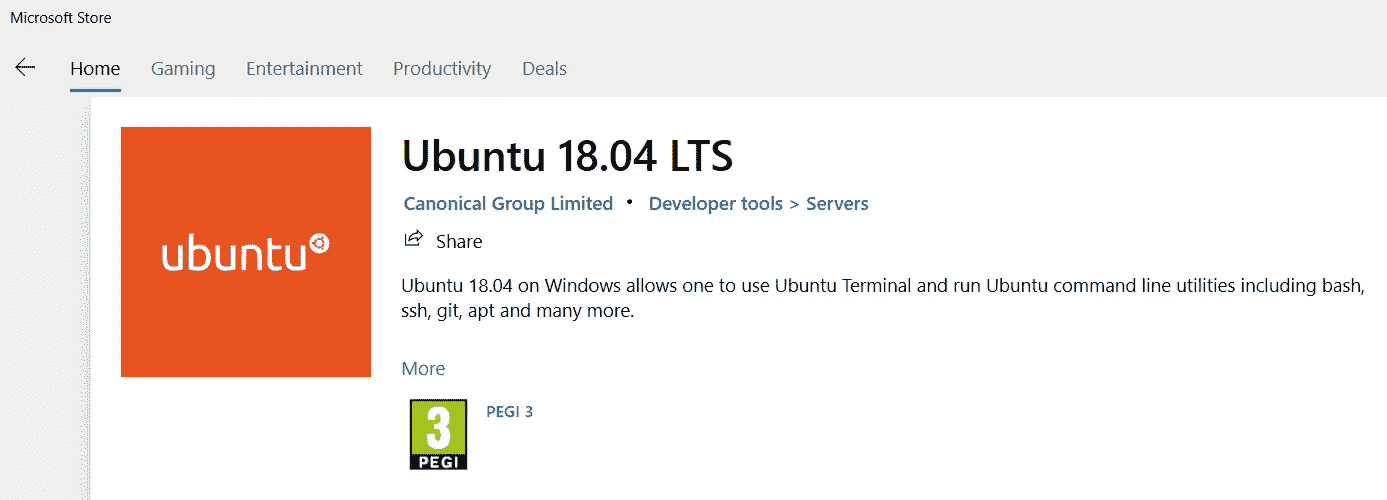 Microsoft Store
Home Gaming Entertainment Productivity Deals
ubuntu
Ubuntu 18.04 LTS
Canonical Group Limited • Developer tools > Servers
Share
Ubuntu 18.04 on Windows allows one to use Ubuntu Terminal and run Ubuntu command line utilities including bash,
ssh, git, apt and many more.
More
3
PEGI
PEGI 3